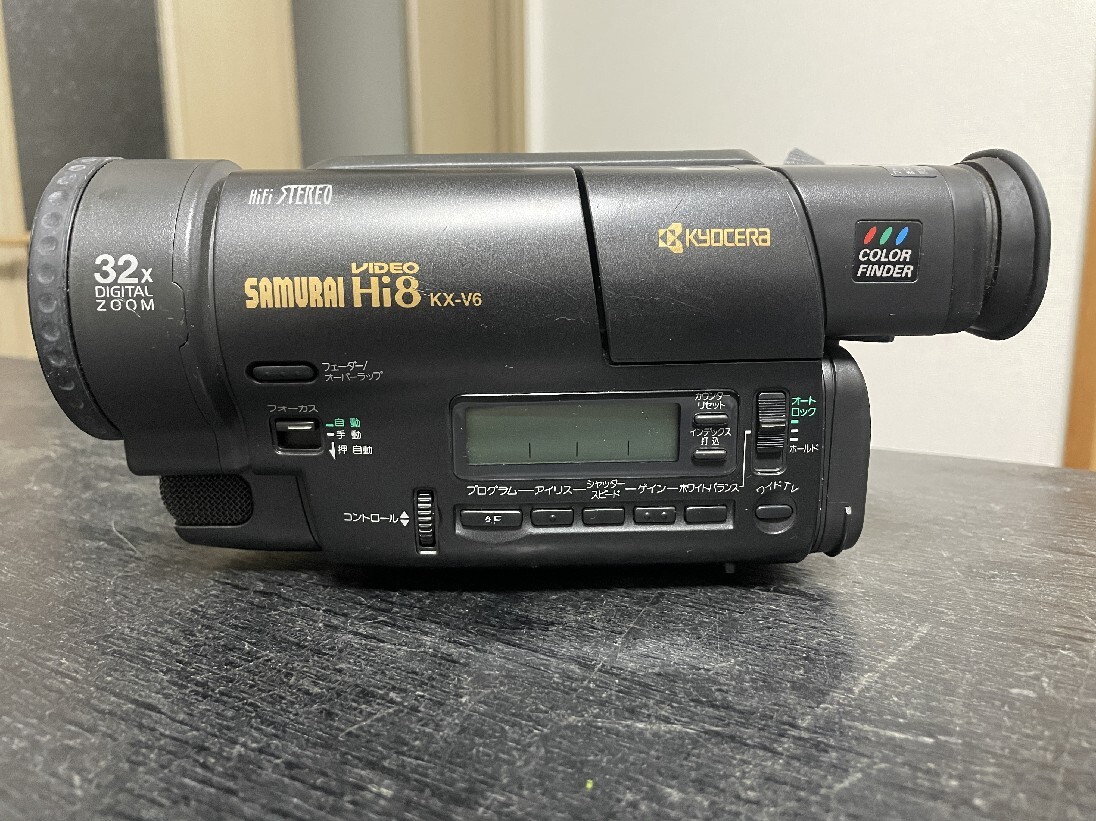 HiFi STEREO
32x
DIGITAL
ZOOM
VIDEO
SAMURAI Hi8 KX-V6
KYOCERA
COLOR
FINDER
フェーダー/
オーバーラップ
フォーカス
自動
手動
押 自動
カウンター
リセット
インデックス
打込
オート
ロック
ホールド
プログラム
アイリス
シャッター
スピード
ゲイン
ホワイトバランス
ワイドTV
コントロール